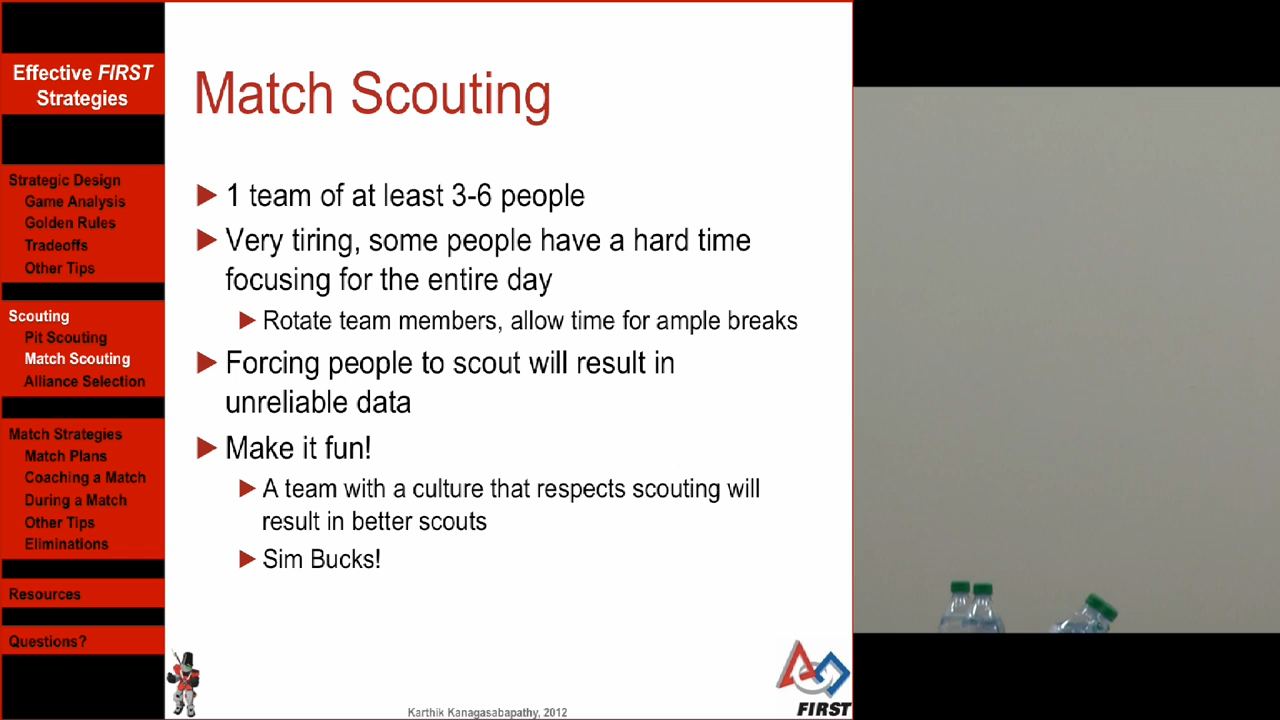 Effective FIRST
Strategies
Strategic Design
Game Analysis
Golden Rules
Tradeoffs
Other Tips
Scouting
Pit Scouting
Match Scouting
Alliance Selection
Match Strategies
Match Plans
Coaching a Match
During a Match
Other Tips
Eliminations
Resources
Questions?
Match Scouting
1 team of at least 3-6 people
Very tiring, some people have a hard time
focusing for the entire day
Rotate team members, allow time for ample breaks
Forcing people to scout will result in
unreliable data
Make it fun!
A team with a culture that respects scouting will
result in better scouts
Sim Bucks!
Karthik Kanagasabapathy, 2012
FIRST